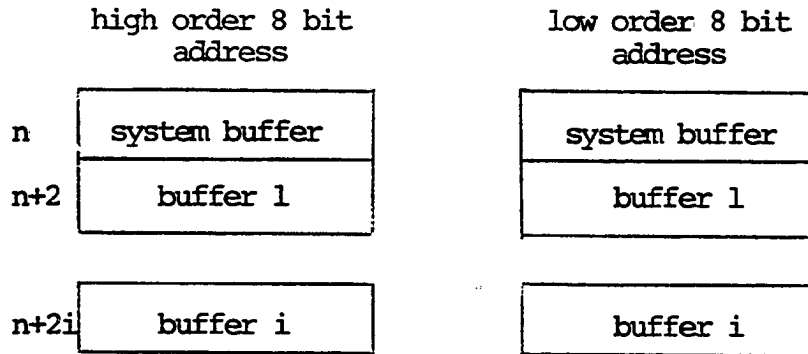 high order 8 bit address
low order 8 bit address
n system buffer system buffer
n+2 buffer 1 buffer 1
n+2i buffer i buffer i